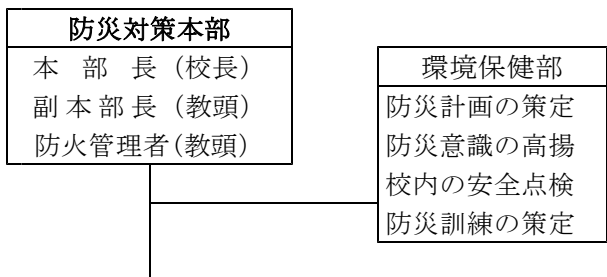 防災対策本部
本 部 長 (校長)
副本部長 (教頭)
防火管理者(教頭)
環境保健部
防災計画の策定
防災意識の高揚
校内の安全点検
防災訓練の策定